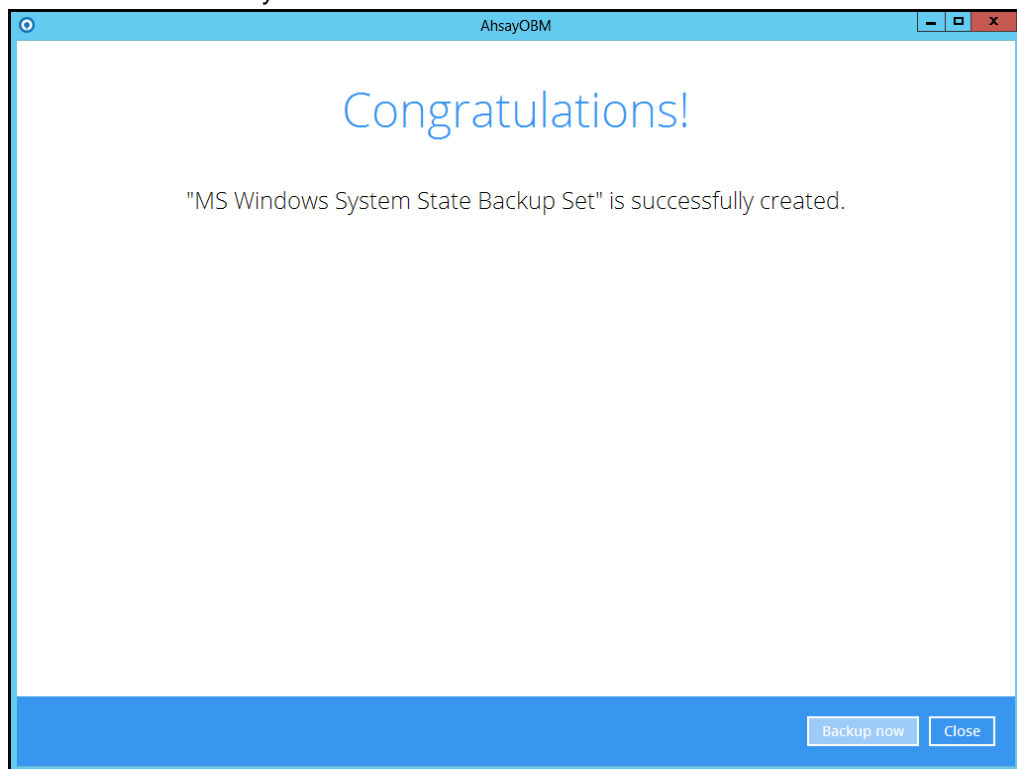 AhsayOBM
Congratulations!
"MS Windows System State Backup Set" is successfully created.
Backup now
Close